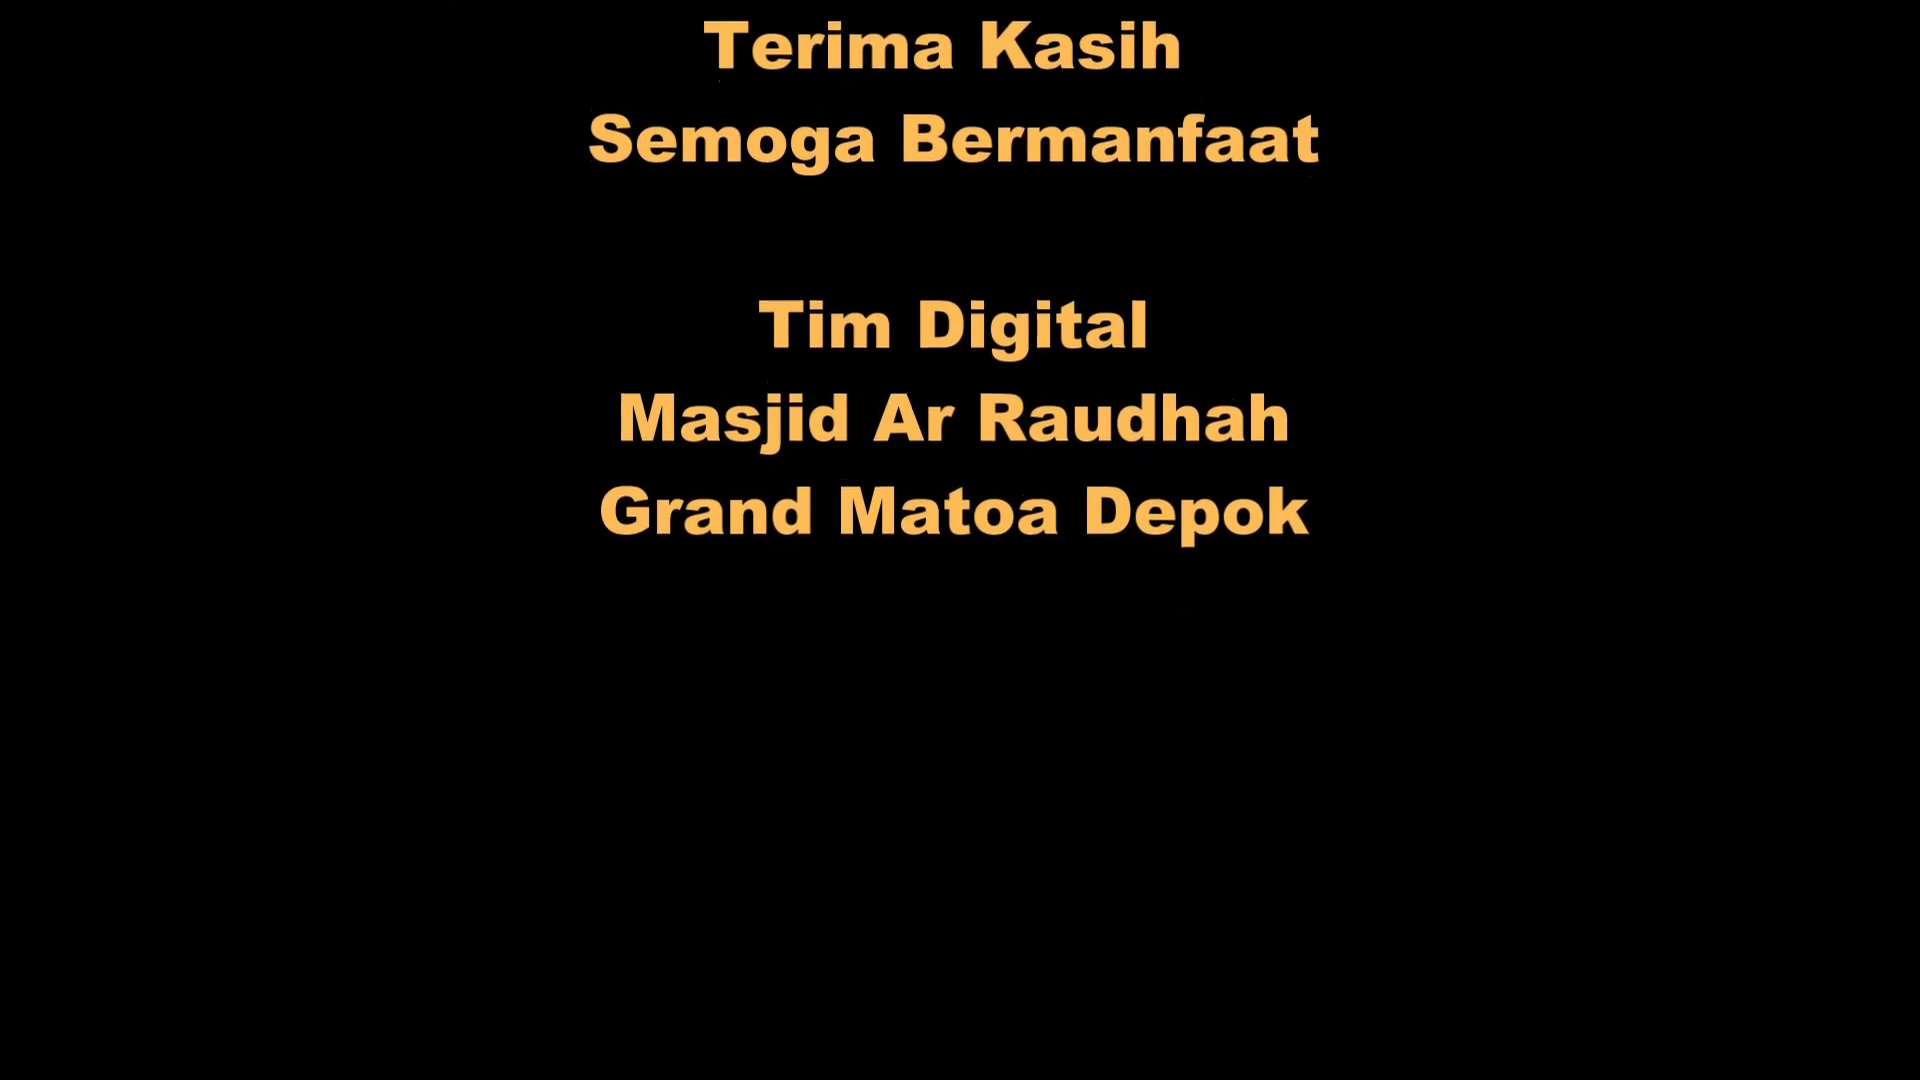 Terima Kasih
Semoga Bermanfaat
Tim Digital
Masjid Ar Raudhah
Grand Matoa Depok